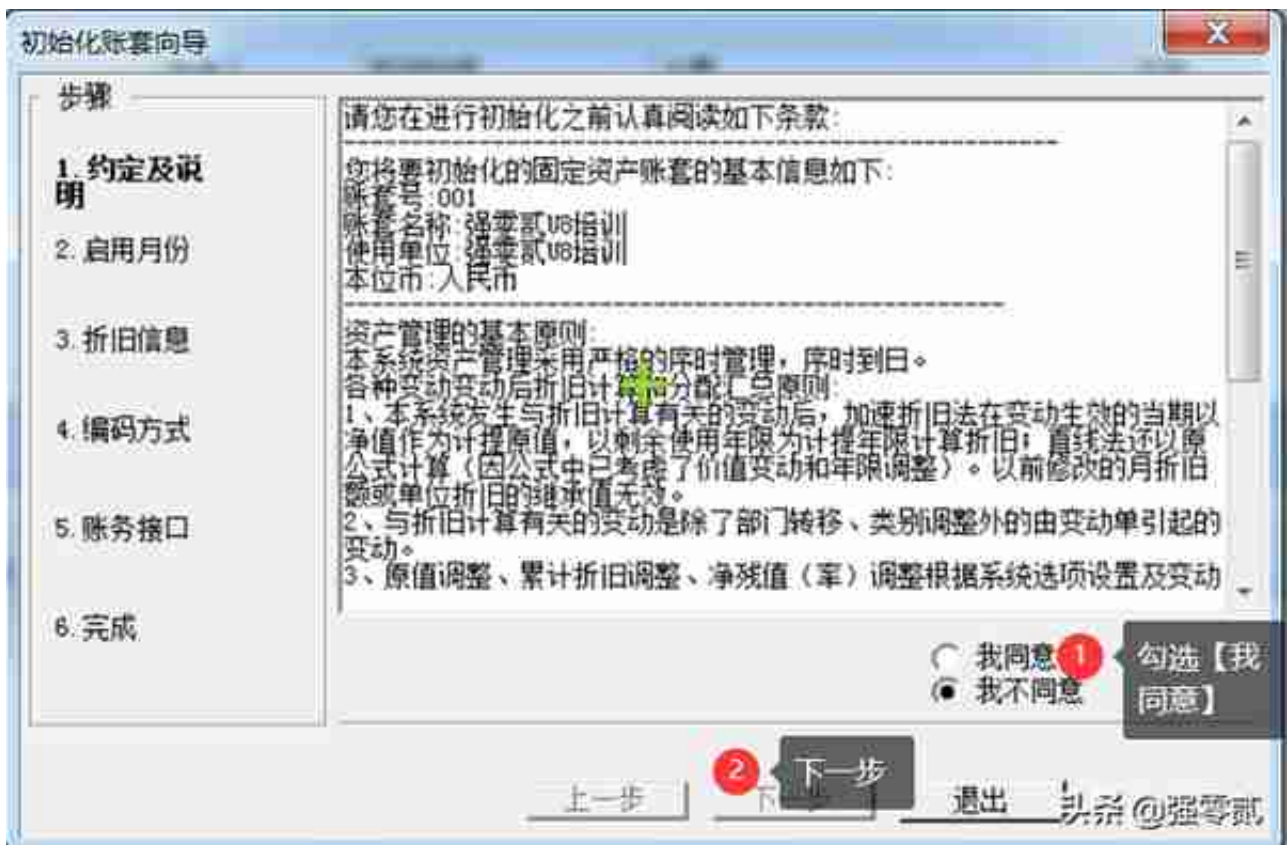 初始化账套向导
步骤
1. 约定及说
明
2. 启用月份
3. 折旧信息
4. 编码方式
5. 账务接口
6. 完成
请您在进行初始化之前认真阅读如下条款:
您将要初始化的固定资产账套的基本信息如下:
账套号:001
账套名称:强零贰U8培训
使用单位:强零贰U8培训
本位币:人民币
资产管理的基本原则:
本系统资产管理采用严格的序时管理，序时到日。
各种变动变动后折旧计算和分配汇总原则
1、本系统发生与折旧计算有关的变动后，加速折旧法在变动生效的当期以
净值作为计提原值，以剩余使用年限为计提年限计算折旧；直线法还以原
公式计算（因公式中已考虑了价值变动和年限调整）。以前修改的月折旧
额或单位折旧的继承值无效。
2、与折旧计算有关的变动是除了部门转移、类别调整外的由变动单引起的
变动。
3、原值调整、累计折旧调整、净残值（率）调整根据系统选项设置及变动
我同意
我不同意
1
勾选【我
同意】
2
下一步
上一步
退出
头条 @强零贰